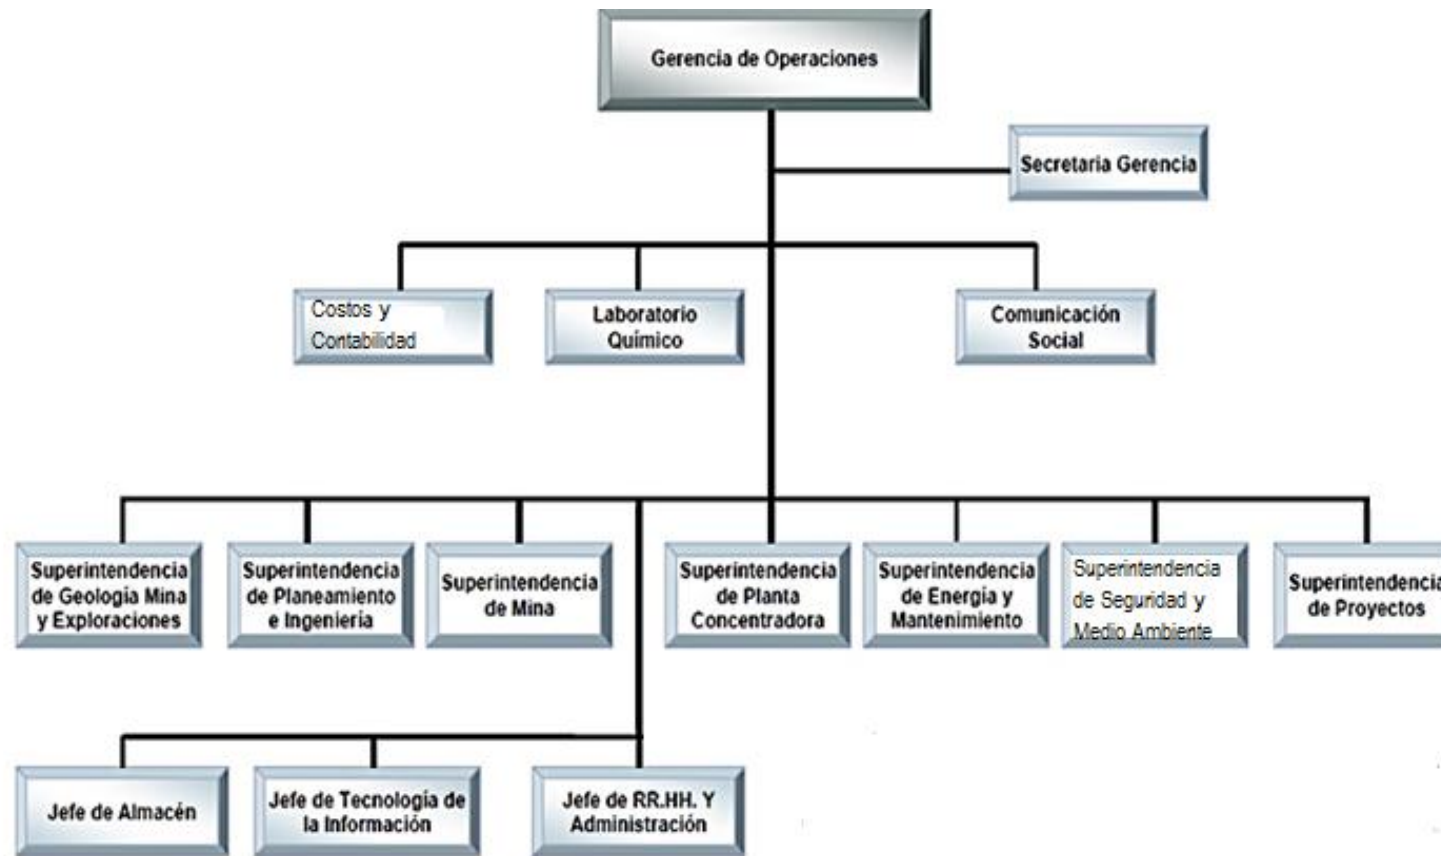 Gerencia de Operaciones
Secretaria Gerencia
Costos y
Contabilidad
Laboratorio
Químico
Comunicación
Social
Superintendencia
de Geología Mina
y Exploraciones
Superintendencia
de Planeamiento
e Ingeniería
Superintendencia
de Mina
Superintendencia
de Planta
Concentradora
Superintendencia
de Energía y
Mantenimiento
Superintendencia
de Seguridad y
Medio Ambiente
Superintendencia
de Proyectos
Jefe de Almacén
Jefe de Tecnología de
la Información
Jefe de RR.HH. Y
Administración